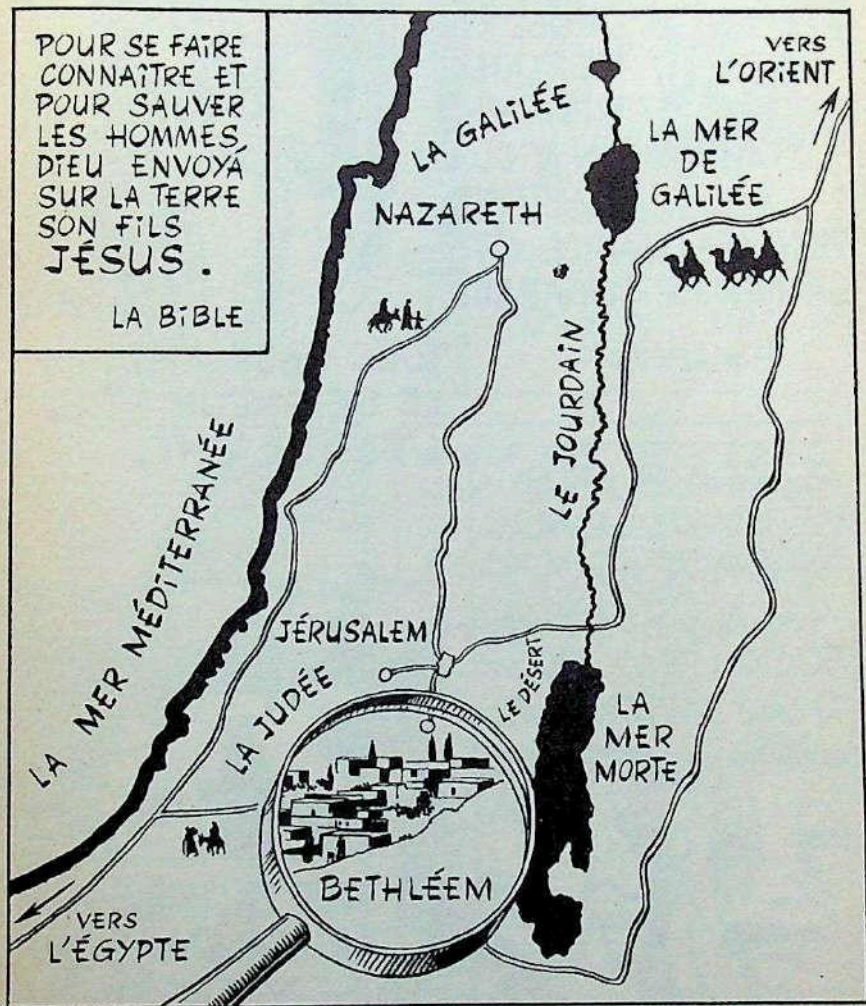 POUR SE FAIRE
CONNAÎTRE ET
POUR SAUVER
LES HOMMES,
DIEU ENVOYÁ
SUR LA TERRE
SON FILS
JÉSUS.
LA BIBLE
VERS
L'ORIENT
LA GALILÉE
LA MER
DE
GALILÉE
NAZARETH
LE JOURDAIN
LA MER MÉDITERRANÉE
JÉRUSALEM
LE DÉSERT
LA JUDÉE
LA
MER
MORTE
BETHLÉEM
VERS
L'ÉGYPTE